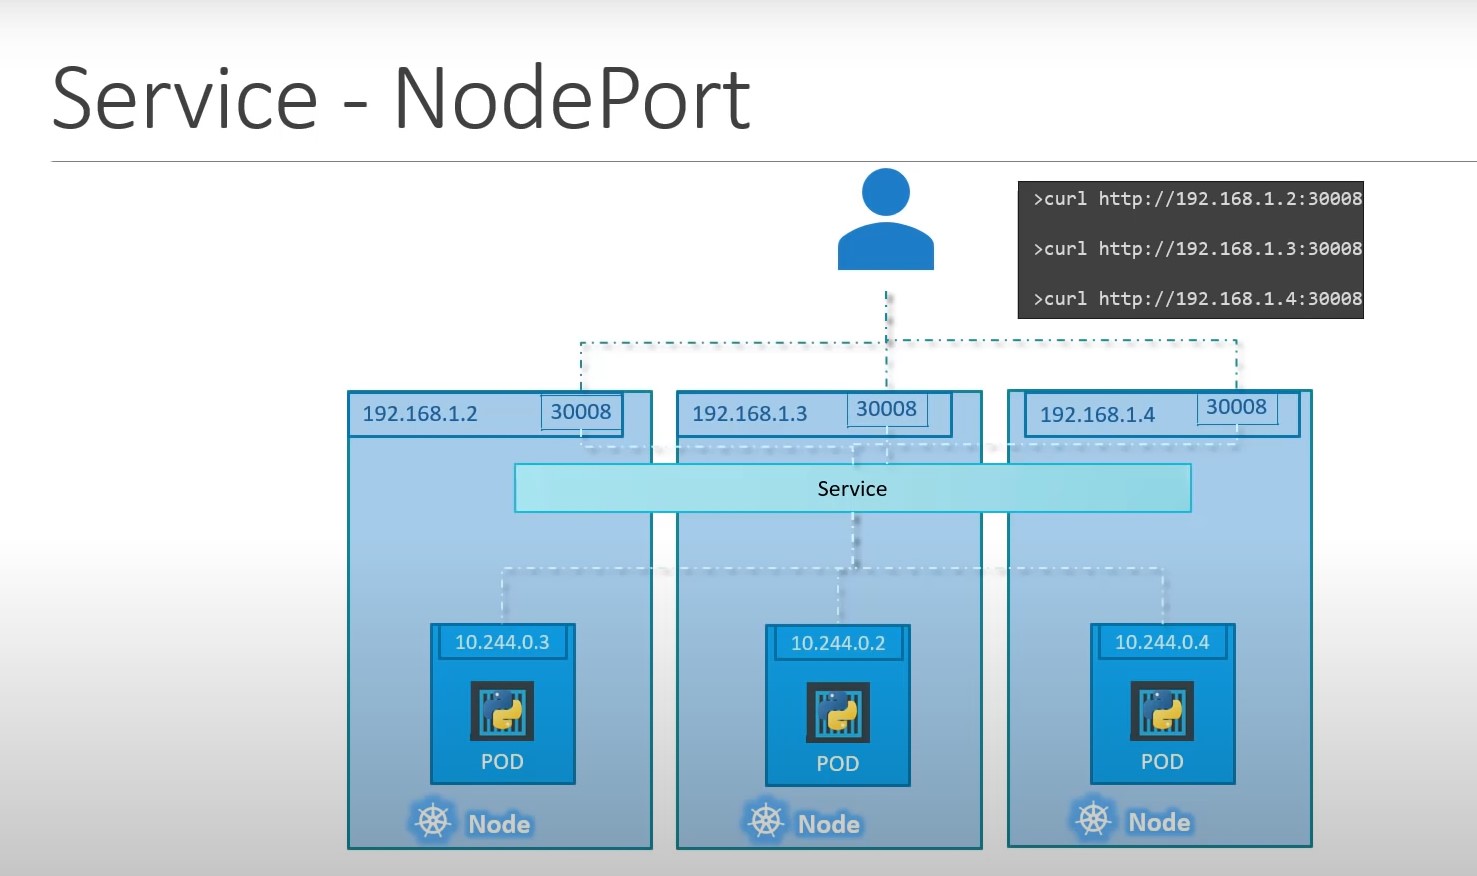 Service - NodePort
>curl http://192.168.1.2:30008
>curl http://192.168.1.3:30008
>curl http://192.168.1.4:30008
192.168.1.2
30008
192.168.1.3
30008
192.168.1.4
30008
Service
10.244.0.3
10.244.0.2
10.244.0.4
POD
POD
POD
Node
Node
Node